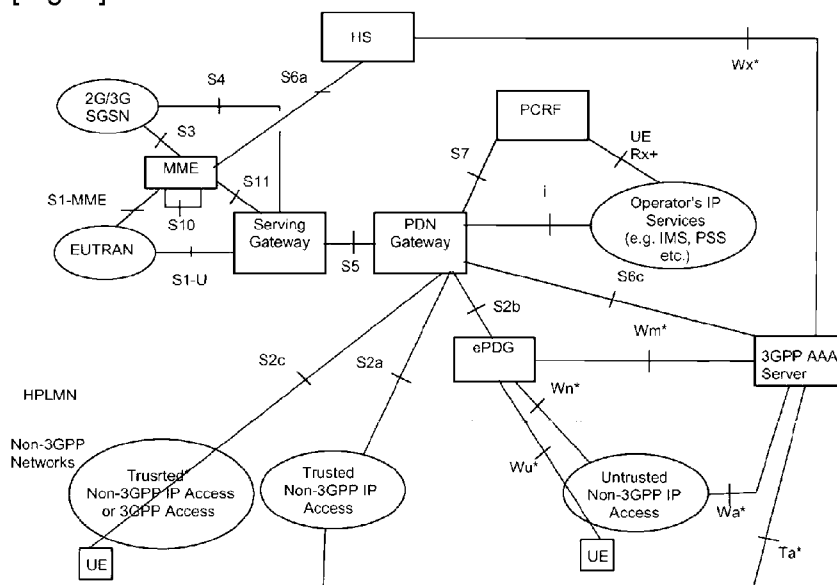 HS
Wx*
S4
S6a
2G/3G
SGSN
PCRF
S3
UE
Rx+
S7
MME
S11
S1-MME
S10
i
Operator's IP
Services
(e.g. IMS, PSS
etc.)
Serving
Gateway
PDN
Gateway
EUTRAN
S5
S1-U
S6c
S2b
Wm*
ePDG
3GPP AAA
Server
S2c
S2a
Wn*
HPLMN
Non-3GPP
Networks
Wu*
Trusrted*
Non-3GPP IP Access
or 3GPP Access
Trusted
Non-3GPP IP
Access
Untrusted
Non-3GPP IP
Access
Wa*
Ta*
UE
UE